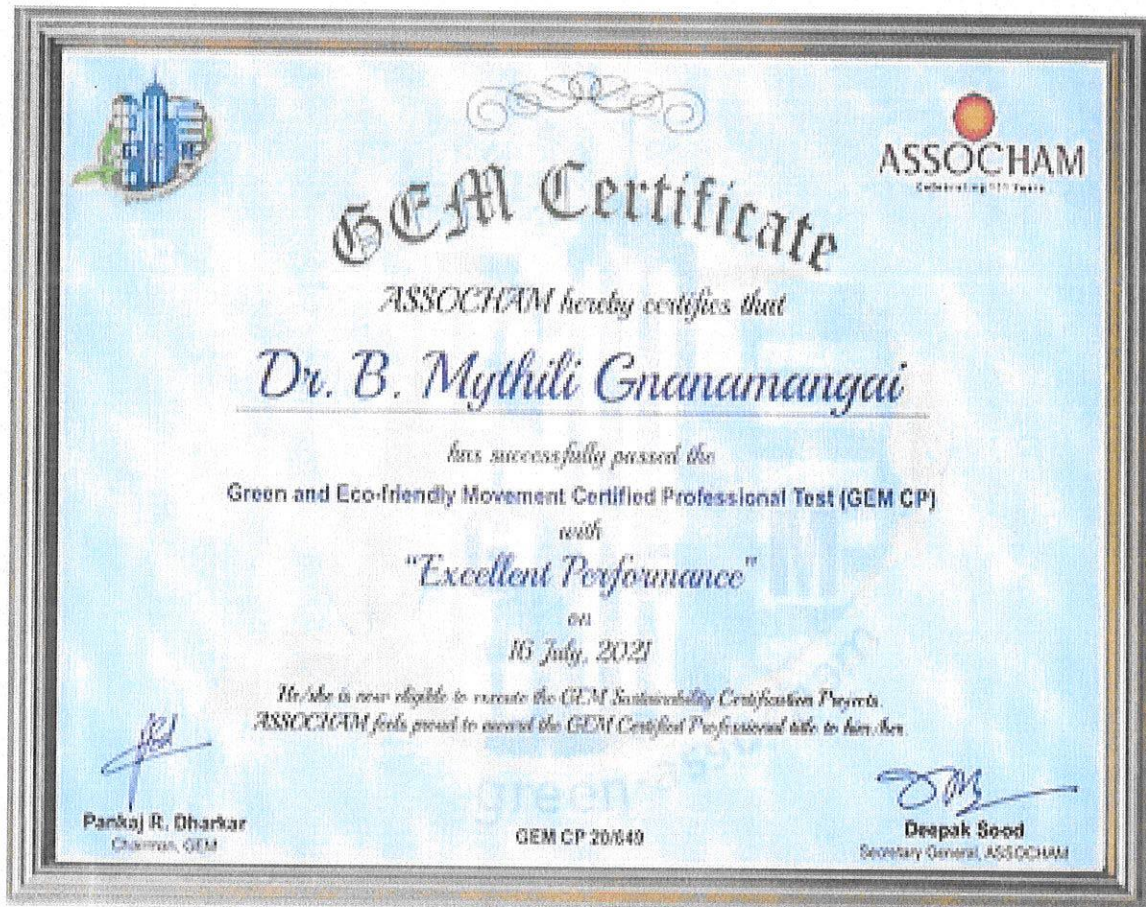 ASSOCHAM
GEM Certificate
ASSOCHAM hereby certifies that
Dr. B. Mythili Gnanamangai
has successfully passed the
Green and Eco-friendly Movement Certified Professional Test (GEM CP)
with
"Excellent Performance"
on
16 July, 2021
He/she is now eligible to execute the GEM Sustainability Certification Projects.
ASSOCHAM feels proud to award the GEM Certified Professional title to him/her.
green
Pankaj R. Dharkar
Chairman, GEM
GEM CP 20/649
Deepak Sood
Secretary General, ASSOCHAM